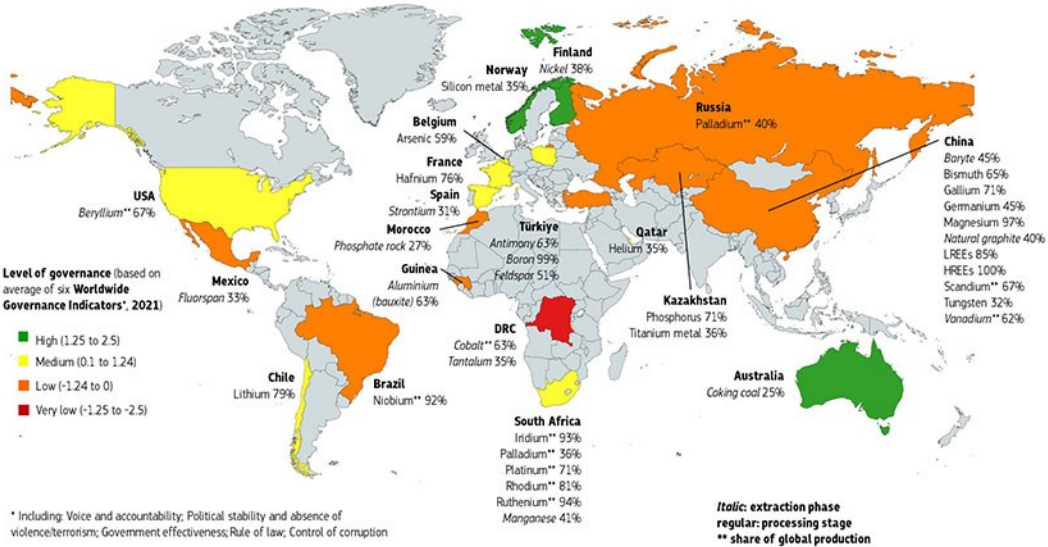 Finland
Nickel 38%
Norway
Silicon metal 35%
Belgium
Arsenic 59%
France
Hafnium 76%
Spain
Strontium 31%
Morocco
Phosphate rock 27%
Türkiye
Antimony 63%
Boron 99%
Feldspar 51%
Qatar
Helium 35%
Russia
Palladium** 40%
China
Baryte 45%
Bismuth 65%
Gallium 71%
Germanium 45%
Magnesium 97%
Natural graphite 40%
LREEs 85%
HREEs 100%
Scandium** 67%
Tungsten 32%
Vanadium** 62%
USA
Beryllium** 67%
Mexico
Fluorspan 33%
Guinea
Aluminium
(bauxite) 63%
DRC
Cobalt** 63%
Tantalum 35%
Kazakhstan
Phosphorus 71%
Titanium metal 36%
Chile
Lithium 79%
Brazil
Niobium** 92%
Australia
Coking coal 25%
South Africa
Iridium** 93%
Palladium** 36%
Platinum** 71%
Rhodium** 81%
Ruthenium** 94%
Manganese 41%
Level of governance (based on
average of six Worldwide
Governance Indicators*, 2021)
High (1.25 to 2.5)
Medium (0.1 to 1.24)
Low (-1.24 to 0)
Very low (-1.25 to -2.5)
* Including: Voice and accountability; Political stability and absence of
violence/terrorism; Government effectiveness; Rule of law; Control of corruption
Italic: extraction phase
regular: processing stage
** share of global production